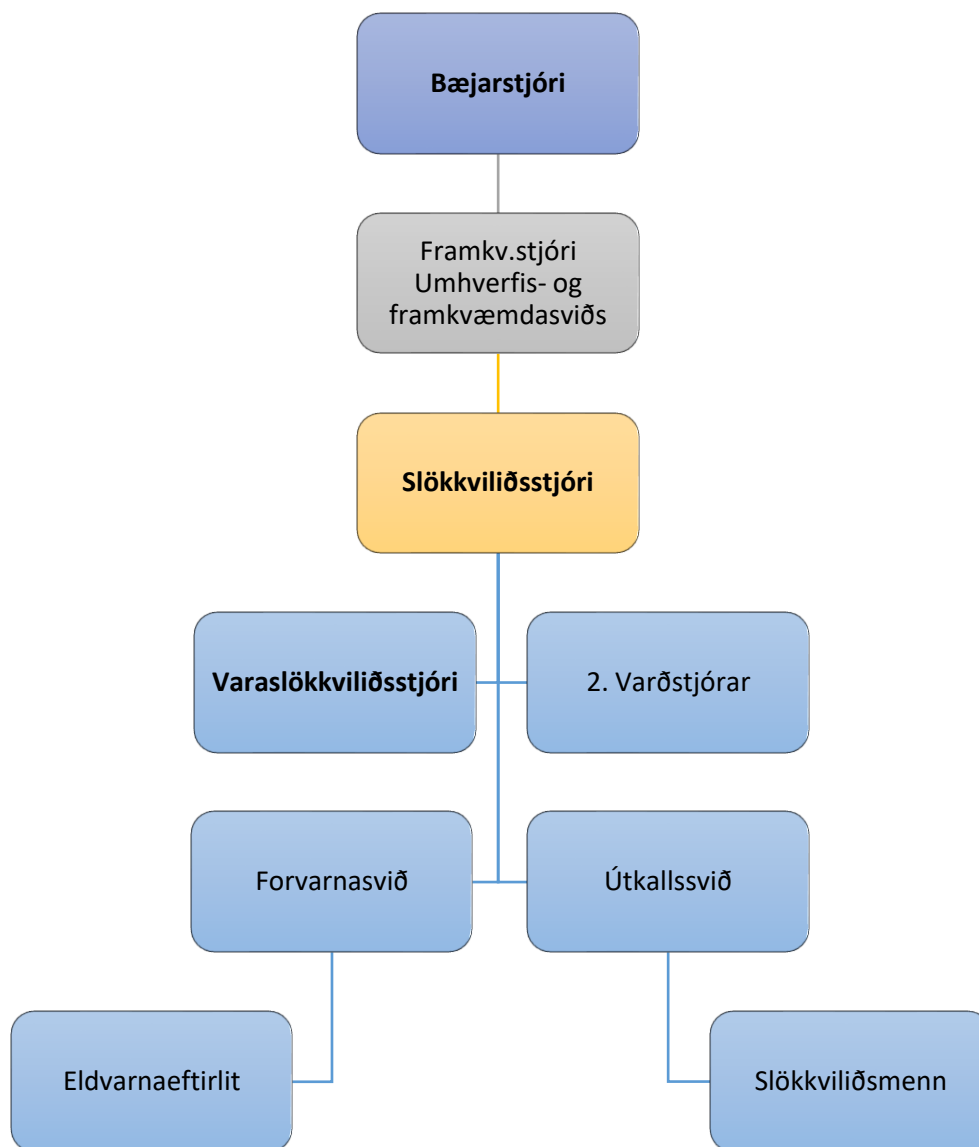 Bæjarstjóri
Framkv.stjóri
Umhverfis- og
framkvæmdasviðs
Slökkviliðsstjóri
Varaslökkviliðsstjóri
2. Varðstjórar
Forvarnasvið
Útkallssvið
Eldvarnaeftirlit
Slökkviliðsmenn